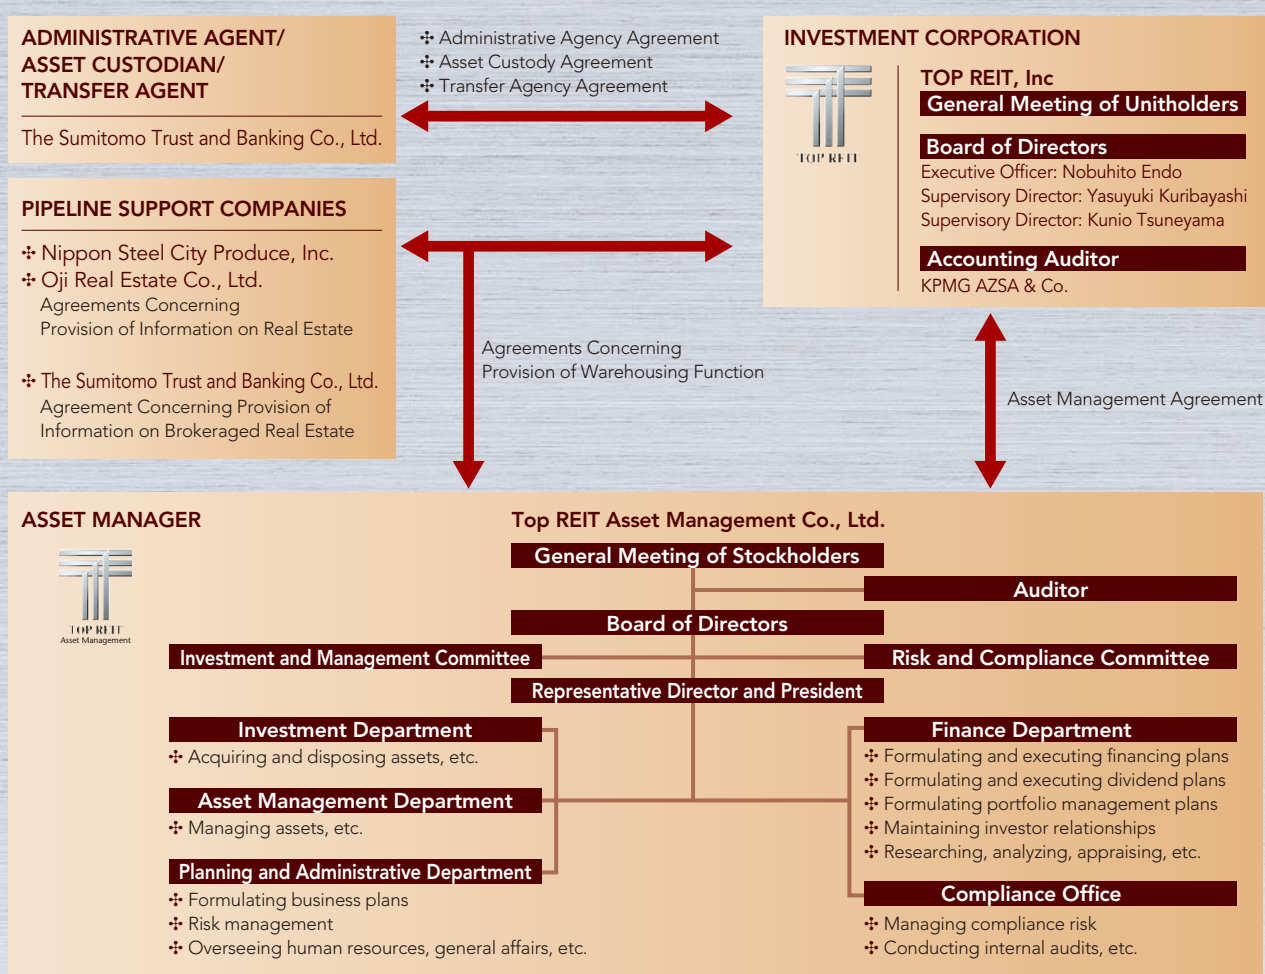 ADMINISTRATIVE AGENT/
ASSET CUSTODIAN/
TRANSFER AGENT
The Sumitomo Trust and Banking Co., Ltd.
✣ Administrative Agency Agreement
✣ Asset Custody Agreement
✣ Transfer Agency Agreement
INVESTMENT CORPORATION
TOP REIT
TOP REIT, Inc
General Meeting of Unitholders
Board of Directors
Executive Officer: Nobuhito Endo
Supervisory Director: Yasuyuki Kuribayashi
Supervisory Director: Kunio Tsuneyama
Accounting Auditor
KPMG AZSA & Co.
PIPELINE SUPPORT COMPANIES
✣ Nippon Steel City Produce, Inc.
✣ Oji Real Estate Co., Ltd.
Agreements Concerning
Provision of Information on Real Estate
✣ The Sumitomo Trust and Banking Co., Ltd.
Agreement Concerning Provision of
Information on Brokeraged Real Estate
Agreements Concerning
Provision of Warehousing Function
Asset Management Agreement
ASSET MANAGER
TOP REIT
Asset Management
Top REIT Asset Management Co., Ltd.
General Meeting of Stockholders
Auditor
Board of Directors
Investment and Management Committee
Risk and Compliance Committee
Representative Director and President
Investment Department
✣ Acquiring and disposing assets, etc.
Asset Management Department
✣ Managing assets, etc.
Planning and Administrative Department
✣ Formulating business plans
✣ Risk management
✣ Overseeing human resources, general affairs, etc.
Finance Department
✣ Formulating and executing financing plans
✣ Formulating and executing dividend plans
✣ Formulating portfolio management plans
✣ Maintaining investor relationships
✣ Researching, analyzing, appraising, etc.
Compliance Office
✣ Managing compliance risk
✣ Conducting internal audits, etc.